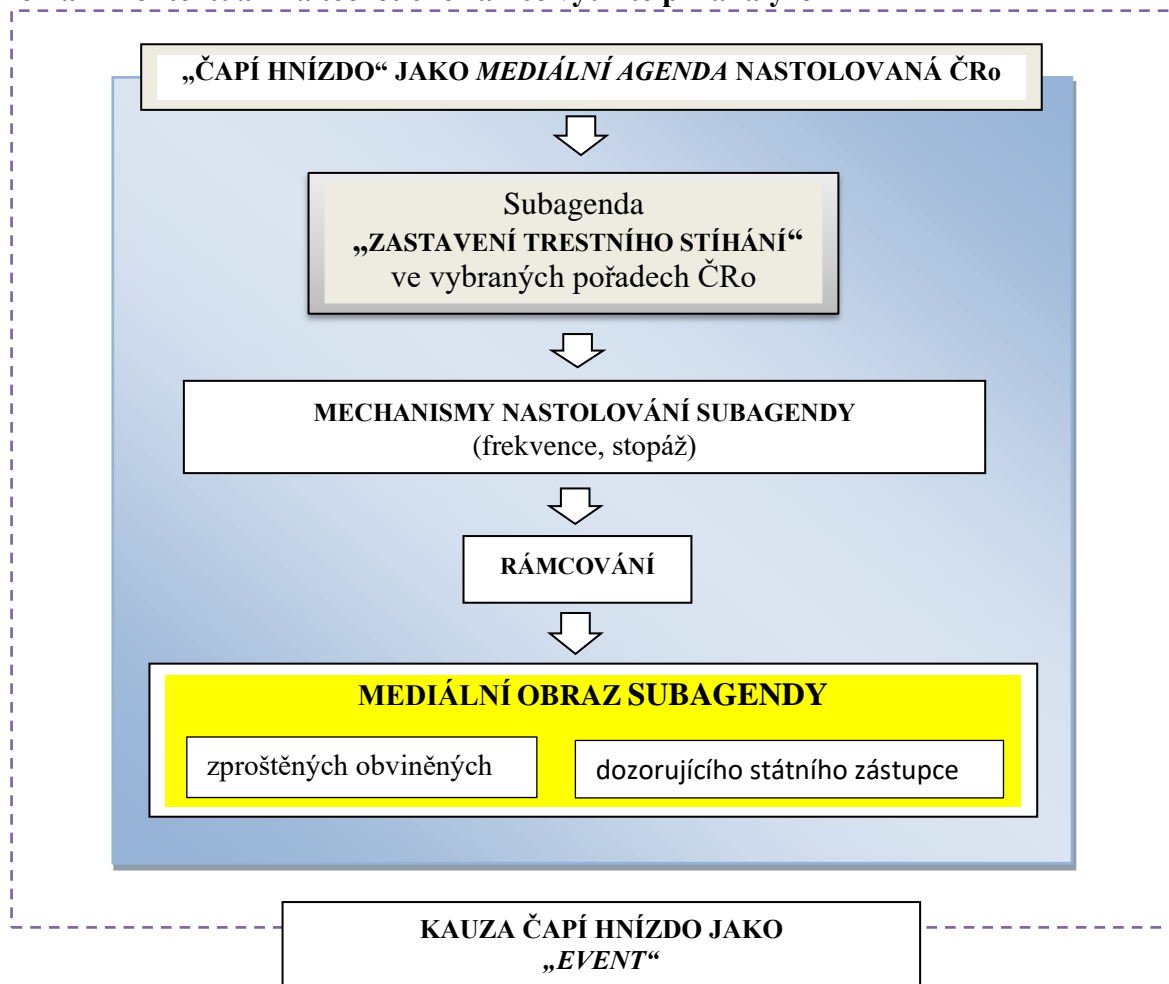 „ČAPÍ HNÍZDO“ JAKO MEDIÁLNÍ AGENDA NASTOLOVANÁ ČRo
Subagenda
„ZASTAVENÍ TRESTNÍHO STÍHÁNÍ“
ve vybraných pořadech ČRo
MECHANISMY NASTOLOVÁNÍ SUBAGENDY
(frekvence, stopáž)
RÁMCOVÁNÍ
MEDIÁLNÍ OBRAZ SUBAGENDY
zproštěných obviněných
dozorujícího státního zástupce
KAUZA ČAPÍ HNÍZDO JAKO
„EVENT“